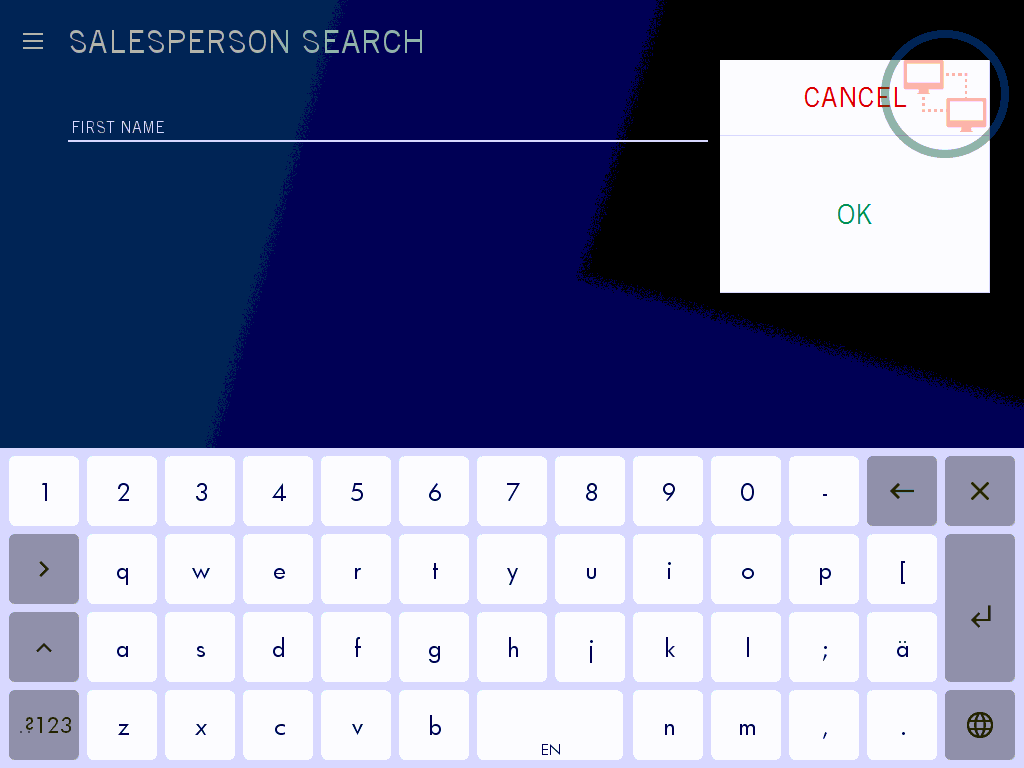 SALESPERSON SEARCH
CANCEL
FIRST NAME
OK
1 2 3 4 5 6 7 8 9 0 -
q w e r t y u i o p [
a s d f g h j k l ; ä
.?123 z x c v b EN n m , .